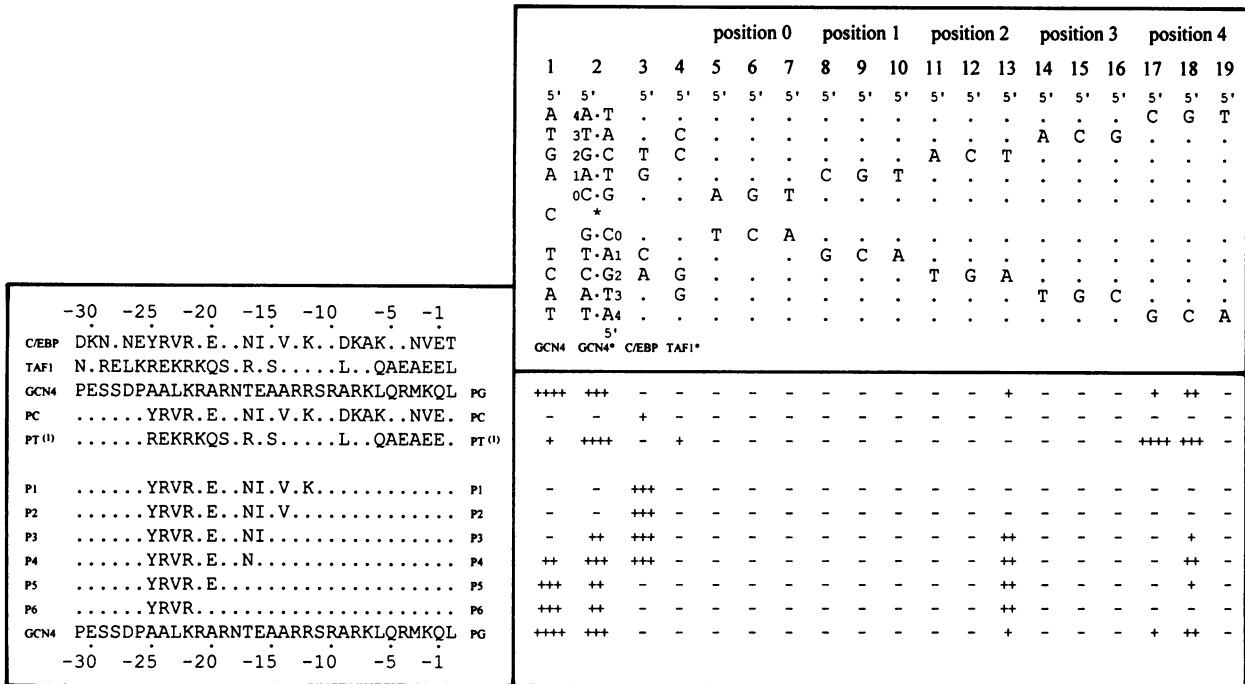 position 0 position 1 position 2 position 3 position 4
1 2 3 4 5 6 7 8 9 10 11 12 13 14 15 16 17 18 19
5' 5' 5' 5' 5' 5' 5' 5' 5' 5' 5' 5' 5' 5' 5' 5' 5' 5' 5'
A 4A·T . . . . . . . . . . . . . . C G T
T 3T·A . C . . . . . . . . . A C G . . .
G 2G·C T C . . . . . . A C T . . . . . .
A 1A·T G . . . . C G T . . . . . . . . .
0C·G . . A G T . . . . . . . . . . . .
C *
G·C0 . . T C A . . . . . . . . . . . .
T T·A1 C . . . . G C A . . . . . . . . .
C C·G2 A G . . . . . . T G A . . . . . .
A A·T3 . G . . . . . . . . . T G C . . .
T T·A4 . . . . . . . . . . . . . . G C A
5'
GCN4 GCN4* C/EBP TAF1*
-30 -20 -15 -10 -5 -1
C/EBP DKN.NEYRVR.E..NI.V.K..DKAK..NVET
TAF1 N.RELKREKRKQS.R.S.....L..QAEAEEL
GCN4 PESSDPAALKRARNTEAARRSRARKLQRMKQL PG ++++ +++ - - - - - - - - - - + - - - + ++ -
PC ......YRVR.E..NI.V.K..DKAK..NVE. PC - - + - - - - - - - - - - - - - - - -
PT (1) ......REKRKQS.R.S.....L..QAEAEE. PT (1) + ++++ - + - - - - - - - - - - - - ++++ +++ -
P1 ......YRVR.E..NI.V.K............ P1 - - +++ - - - - - - - - - - - - - - - -
P2 ......YRVR.E..NI.V.............. P2 - - +++ - - - - - - - - - - - - - - - -
P3 ......YRVR.E..NI................ P3 - ++ +++ - - - - - - - - - ++ - - - - + -
P4 ......YRVR.E..N................. P4 ++ +++ +++ - - - - - - - - - ++ - - - - ++ -
P5 ......YRVR.E.................... P5 +++ ++ - - - - - - - - - - ++ - - - - + -
P6 ......YRVR...................... P6 +++ ++ - - - - - - - - - - ++ - - - - - -
GCN4 PESSDPAALKRARNTEAARRSRARKLQRMKQL PG ++++ +++ - - - - - - - - - - + - - - + ++ -
-30 -20 -15 -10 -5 -1